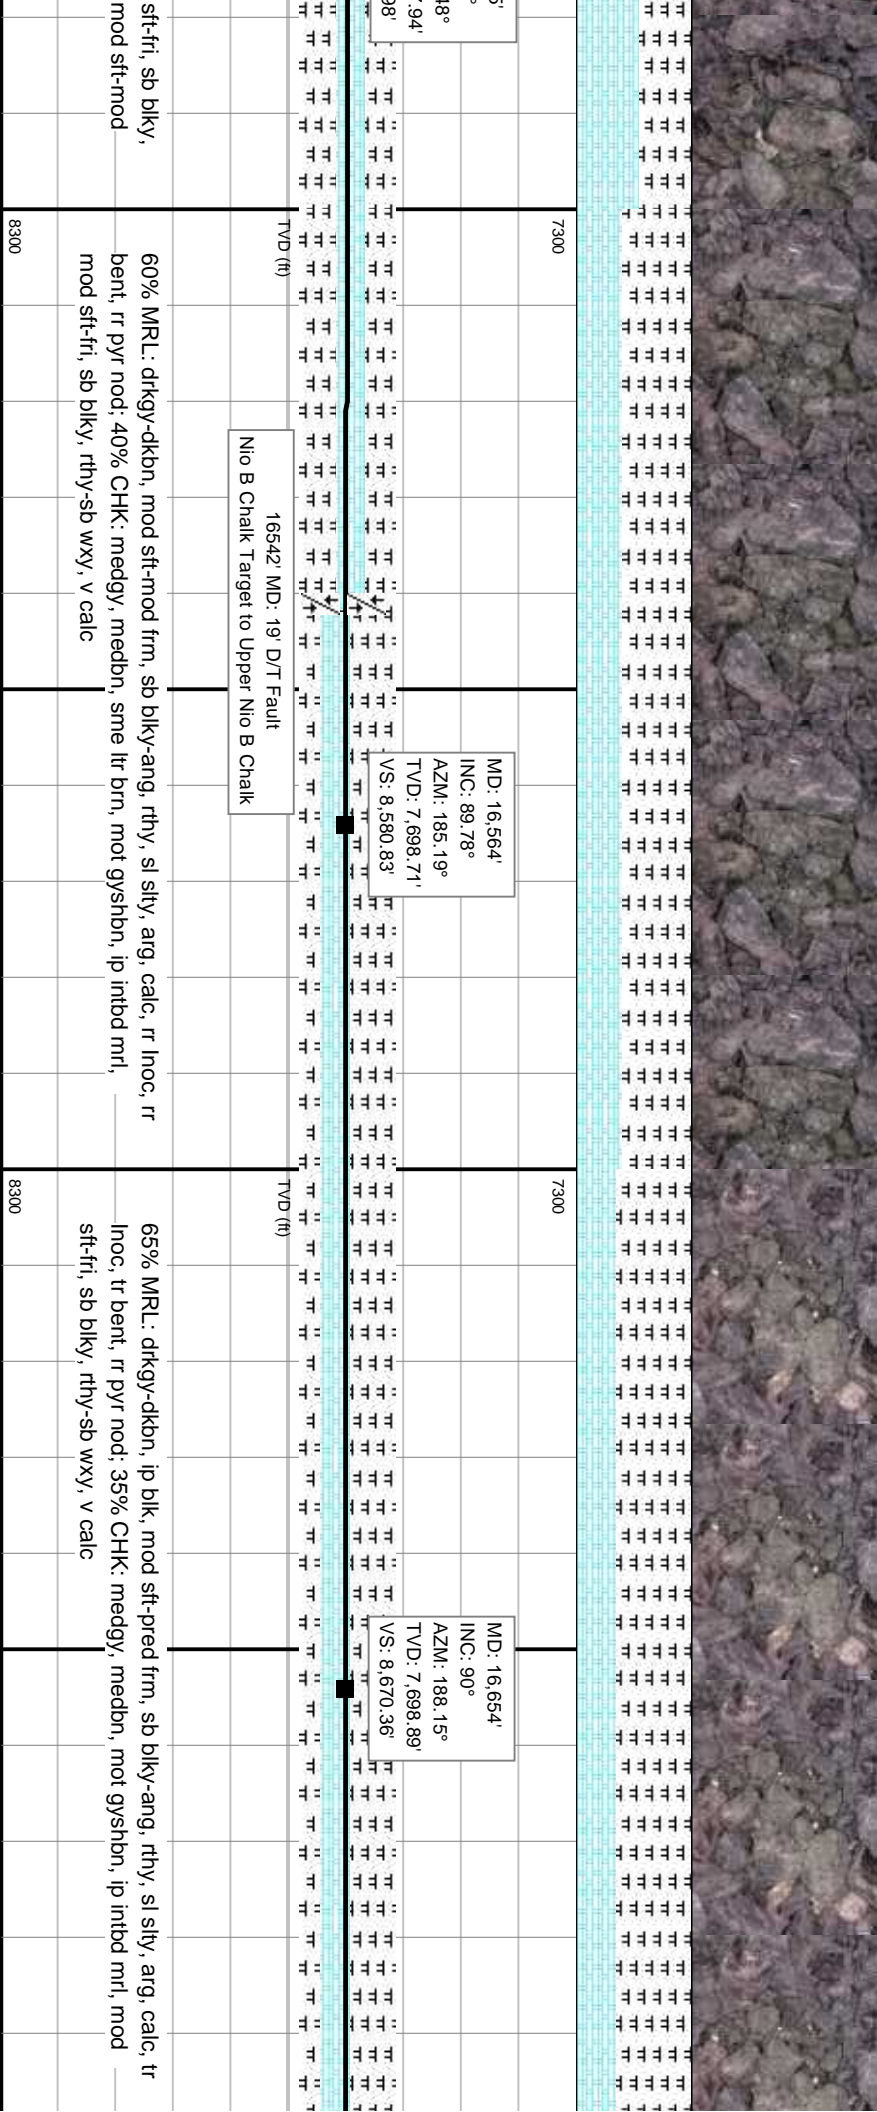 5'
°
48°
7.94'
98'
sft-fri, sb blky,
mod sft-mod
7300
TVD (ft)
8300
60% MRL: drkgy-dkbn, mod sft-mod frm, sb blky-ang, rthy, sl slty, arg, calc, rr Inoc, rr
bent, rr pyr nod; 40% CHK: medgy, medbn, sme ltr brn, mot gyshbn, ip intbd mrl,
mod sft-fri, sb blky, rthy-sb wxy, v calc
16542' MD: 19' D/T Fault
Nio B Chalk Target to Upper Nio B Chalk
MD: 16,564'
INC: 89.78°
AZM: 185.19°
TVD: 7,698.71'
VS: 8,580.83'
7300
TVD (ft)
8300
65% MRL: drkgy-dkbn, ip blk, mod sft-pred frm, sb blky-ang, rthy, sl slty, arg, calc, tr
Inoc, tr bent, rr pyr nod; 35% CHK: medgy, medbn, mot gyshbn, ip intbd mrl, mod
sft-fri, sb blky, rthy-sb wxy, v calc
MD: 16,654'
INC: 90°
AZM: 188.15°
TVD: 7,698.89'
VS: 8,670.36'